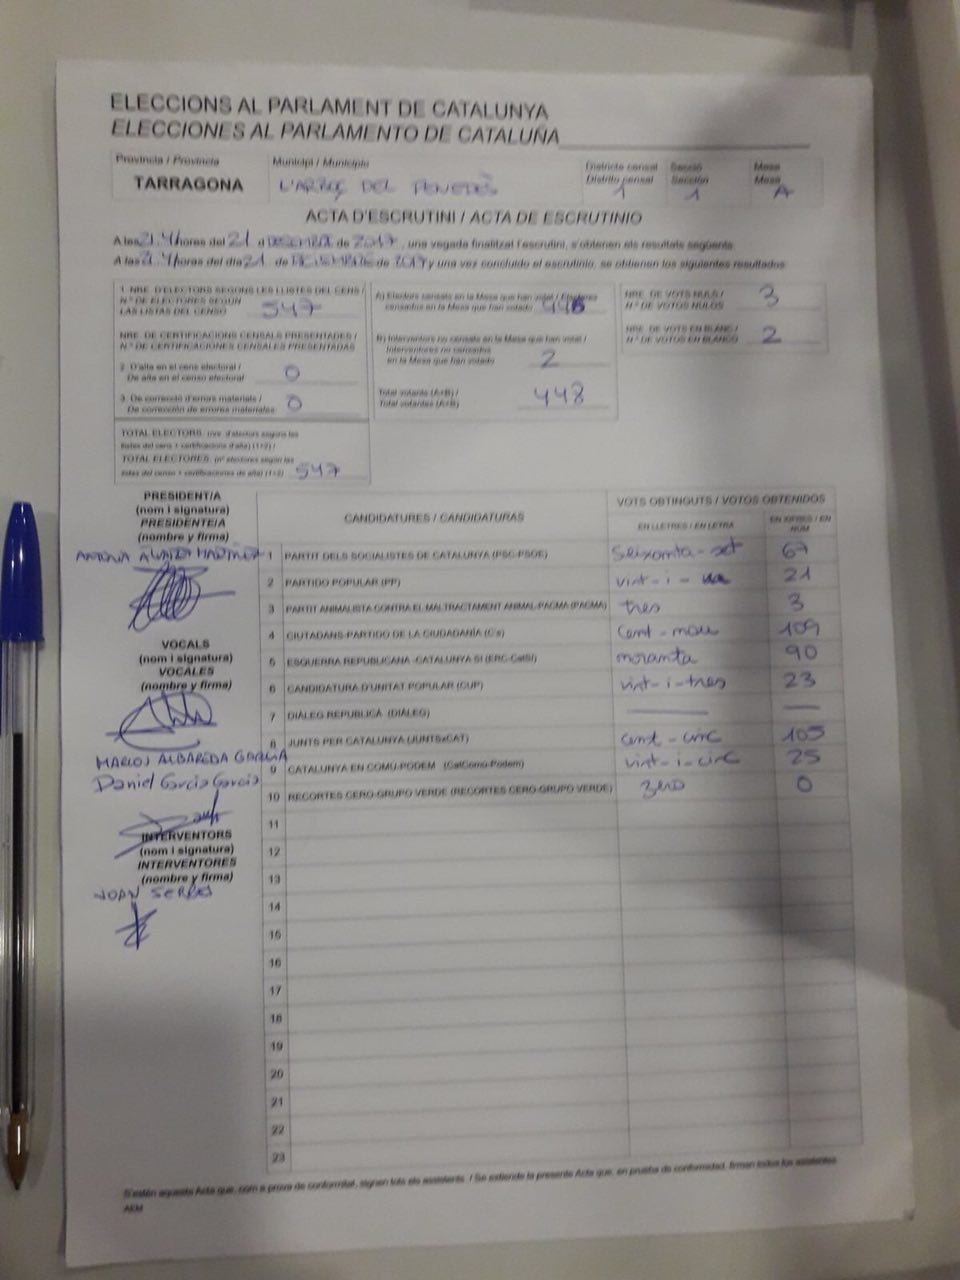 ELECCIONS AL PARLAMENT DE CATALUNYA
ELECCIONES AL PARLAMENTO DE CATALUÑA
Província / Provincia
Municipi / Municipio
Districte censal
Distrito censal
Secció
Sección
Mesa
Mesa
TARRAGONA
L'ARBOÇ DEL PENEDÈS
1
1
A
ACTA D'ESCRUTINI / ACTA DE ESCRUTINIO
A les 21.4 hores del 21 d DESEMBRE de 2017, una vegada finalitzat l'escrutini, s'obtenen els resultats següents
A las 21.4 horas del día 21 de DICIEMBRE de 2017 y una vez concluido el escrutinio, se obtienen los siguientes resultados
1. NRE. D'ELECTORS SEGONS LES LLISTES DEL CENS /
N.º DE ELECTORES SEGÚN
LAS LISTAS DEL CENSO 547
NRE. DE CERTIFICACIONS CENSALS PRESENTADES /
N.º DE CERTIFICACIONES CENSALES PRESENTADAS
2. D'alta en el cens electoral /
De alta en el censo electoral 0
3. De correcció d'errors materials /
De corrección de errores materiales 0
TOTAL ELECTORS: (nre. d'electors segons les
llistes del cens + certificacions d'alta) (1+2) /
TOTAL ELECTORES: (nº electores según las
listas del censo + certificaciones de alta) (1+2) 547
A) Electors censats en la Mesa que han votat / Electores
censados en la Mesa que han votado 446
B) Interventors no censats en la Mesa que han votat /
Interventores no censados
en la Mesa que han votado 2
Total votants (A+B) /
Total votantes (A+B) 448
NRE. DE VOTS NULS /
N.º DE VOTOS NULOS 3
NRE. DE VOTS EN BLANC /
N.º DE VOTOS EN BLANCO 2
PRESIDENT/A
(nom i signatura)
PRESIDENTE/A
(nombre y firma)
VOCALS
(nom i signatura)
VOCALES
(nombre y firma)
MARIOS ALBAREDA GARCIA
Daniel Garcia Garcia
INTERVENTORS
(nom i signatura)
INTERVENTORES
(nombre y firma)
JOAN
CANDIDATURES / CANDIDATURAS
VOTS OBTINGUTS / VOTOS OBTENIDOS
EN LLETRES / EN LETRA
EN XIFRES / EN NÚM
1 PARTIT DELS SOCIALISTES DE CATALUNYA (PSC-PSOE) seixanta-set 67
2 PARTIDO POPULAR (PP) vint-i-un 21
3 PARTIT ANIMALISTA CONTRA EL MALTRACTAMENT ANIMAL-PACMA (PACMA) tres 3
4 CIUTADANS-PARTIDO DE LA CIUDADANÍA (C's) cent-nou 109
5 ESQUERRA REPUBLICANA -CATALUNYA SÍ (ERC-CatSí) noranta 90
6 CANDIDATURA D'UNITAT POPULAR (CUP) vint-i-tres 23
7 DIÀLEG REPUBLICÀ (DIÀLEG) — —
8 JUNTS PER CATALUNYA (JUNTSxCAT) cent-cinc 105
9 CATALUNYA EN COMÚ-PODEM (CatComú-Podem) vint-i-cinc 25
10 RECORTES CERO-GRUPO VERDE (RECORTES CERO-GRUPO VERDE) zero 0
11
12
13
14
15
16
17
18
19
20
21
22
23
S'estén aquesta Acta que, com a prova de conformitat, signen tots els assistents. / Se extiende la presente Acta que, en prueba de conformidad, firman todos los asistentes